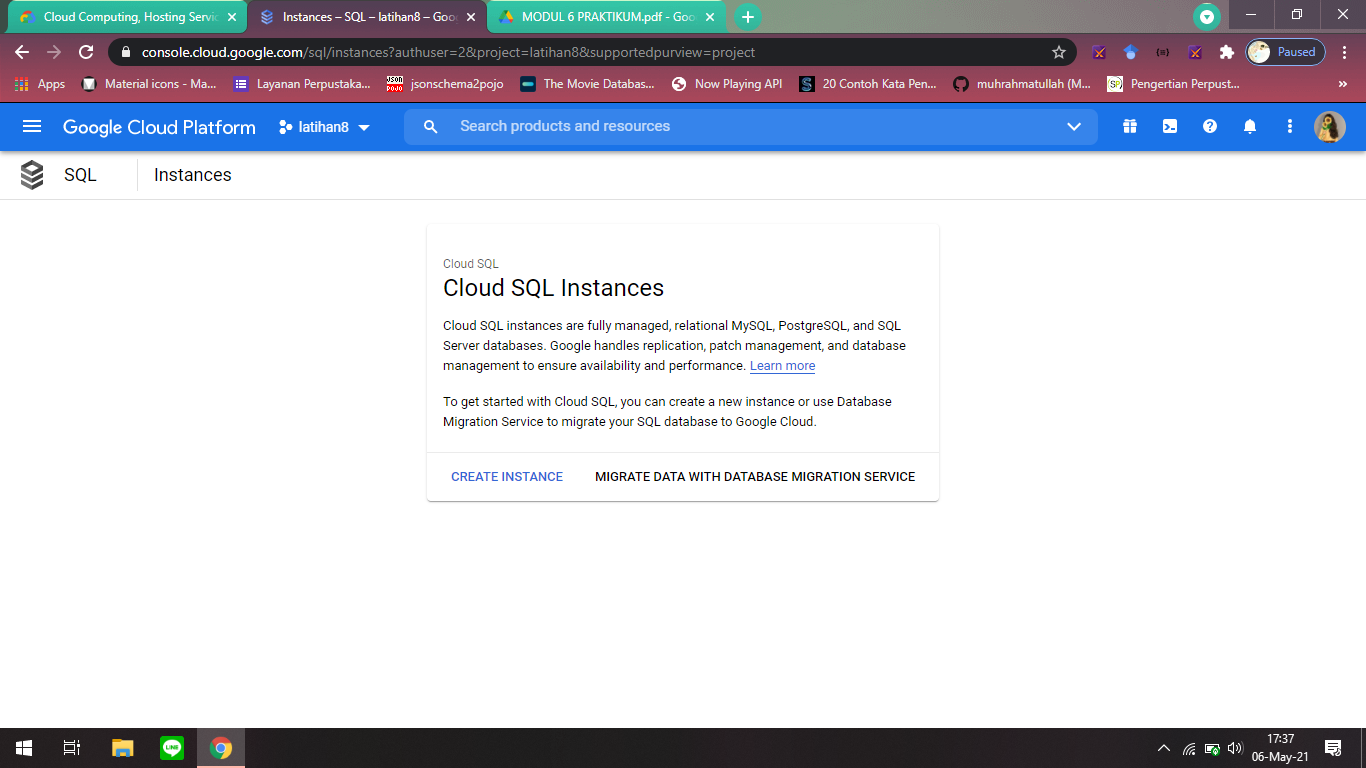 Cloud Computing, Hosting Servic
Instances – SQL – latihan8 – Goo
MODUL 6 PRAKTIKUM.pdf - Goo
console.cloud.google.com/sql/instances?authuser=2&project=latihan8&supportedpurview=project
Paused
Apps
Material icons - Ma...
Layanan Perpustaka...
JSON POJO
jsonschema2pojo
The Movie Databas...
Now Playing API
20 Contoh Kata Pen...
muhrahmatullah (M...
Pengertian Perpust...
Google Cloud Platform
latihan8
Search products and resources
SQL
Instances
Cloud SQL
Cloud SQL Instances
Cloud SQL instances are fully managed, relational MySQL, PostgreSQL, and SQL
Server databases. Google handles replication, patch management, and database
management to ensure availability and performance. Learn more
To get started with Cloud SQL, you can create a new instance or use Database
Migration Service to migrate your SQL database to Google Cloud.
CREATE INSTANCE
MIGRATE DATA WITH DATABASE MIGRATION SERVICE
LINE
17:37
06-May-21